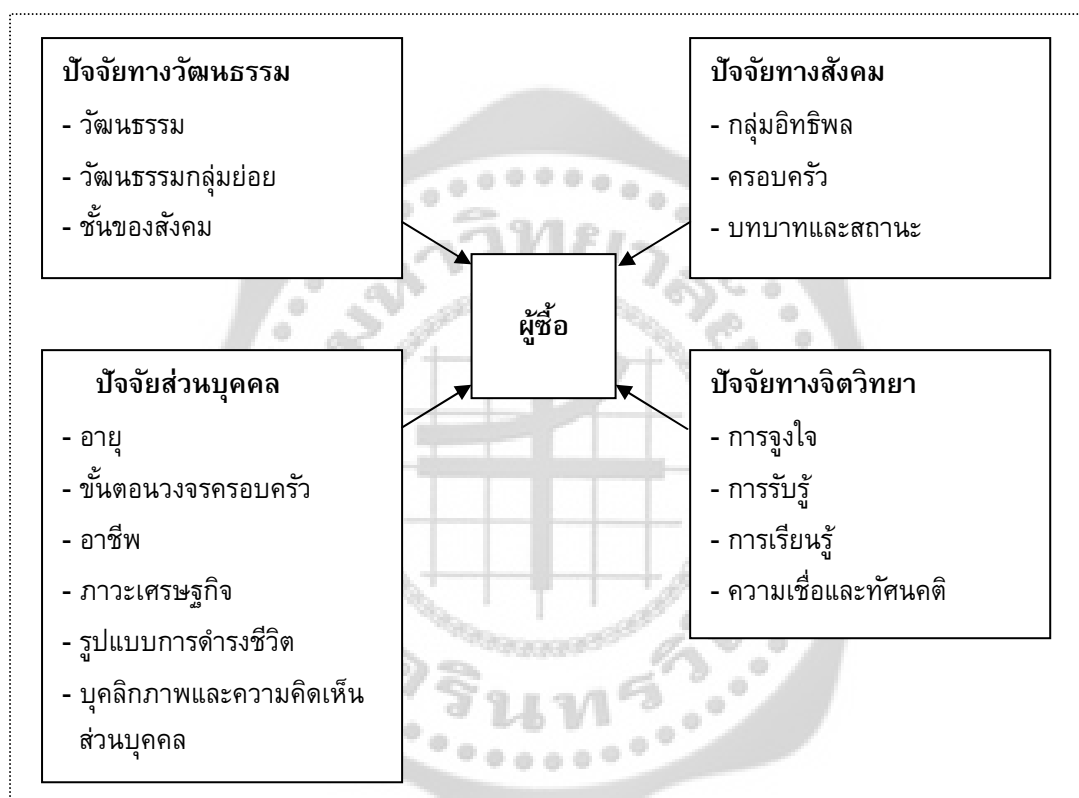 ปัจจัยทางวัฒนธรรม
- วัฒนธรรม
- วัฒนธรรมกลุ่มย่อย
- ชั้นของสังคม
ปัจจัยทางสังคม
- กลุ่มอิทธิพล
- ครอบครัว
- บทบาทและสถานะ
ผู้ซื้อ
ปัจจัยส่วนบุคคล
- อายุ
- ขั้นตอนวงจรครอบครัว
- อาชีพ
- ภาวะเศรษฐกิจ
- รูปแบบการดำรงชีวิต
- บุคลิกภาพและความคิดเห็น
ส่วนบุคคล
ปัจจัยทางจิตวิทยา
- การจูงใจ
- การรับรู้
- การเรียนรู้
- ความเชื่อและทัศนคติ